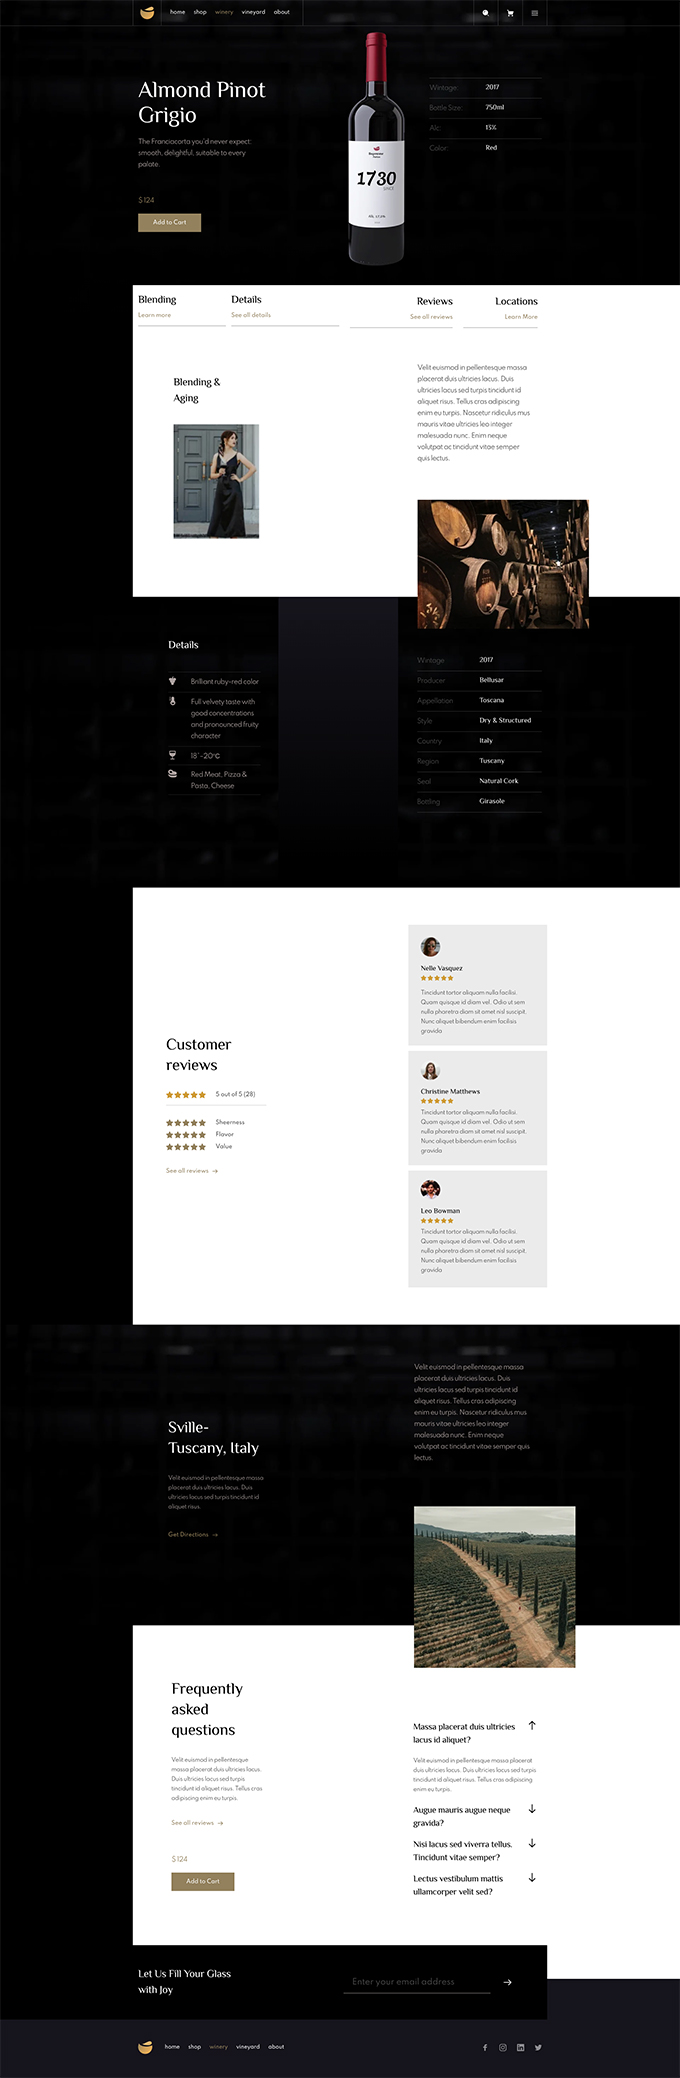 home shop winery vineyard about
Almond Pinot
Grigio
The Franciacorta you'd never expect:
smooth, delightful, suitable to every
palate.
$ 124
Add to Cart
1730
SINCE
Wintage: 2017
Bottle Size: 750ml
Alc: 13%
Color: Red
Blending
Learn more
Details
See all details
Reviews
See all reviews
Locations
Learn More
Blending &
Aging
Velit euismod in pellentesque massa
placerat duis ultricies lacus. Duis
ultricies lacus sed turpis tincidunt id
aliquet risus. Tellus cras adipiscing
enim eu turpis. Nascetur ridiculus mus
mauris vitae ultricies leo integer
malesuada nunc. Enim neque
volutpat ac tincidunt vitae semper
quis lectus.
Details
Brilliant ruby-red color
Full velvety taste with
good concentrations
and pronounced fruity
character
18°-20°C
Red Meat, Pizza &
Pasta, Cheese
Wintage 2017
Producer Bellusar
Appellation Toscana
Style Dry & Structured
Country Italy
Region Tuscany
Seal Natural Cork
Bottling Girasole
Customer
reviews
5 out of 5 (28)
Sheerness
Flavor
Value
See all reviews →
Nelle Vasquez
Tincidunt tortor aliquam nulla facilisi.
Quam quisque id diam vel. Odio ut sem
nulla pharetra diam sit amet nisl suscipit.
Nunc aliquet bibendum enim facilisis
gravida
Christine Matthews
Tincidunt tortor aliquam nulla facilisi.
Quam quisque id diam vel. Odio ut sem
nulla pharetra diam sit amet nisl suscipit.
Nunc aliquet bibendum enim facilisis
gravida
Leo Bowman
Tincidunt tortor aliquam nulla facilisi.
Quam quisque id diam vel. Odio ut sem
nulla pharetra diam sit amet nisl suscipit.
Nunc aliquet bibendum enim facilisis
gravida
Sville-
Tuscany, Italy
Velit euismod in pellentesque massa
placerat duis ultricies lacus. Duis
ultricies lacus sed turpis tincidunt id
aliquet risus.
Get Directions →
Velit euismod in pellentesque massa
placerat duis ultricies lacus. Duis
ultricies lacus sed turpis tincidunt id
aliquet risus. Tellus cras adipiscing
enim eu turpis. Nascetur ridiculus mus
mauris vitae ultricies leo integer
malesuada nunc. Enim neque
volutpat ac tincidunt vitae semper quis
lectus.
Frequently
asked
questions
Velit euismod in pellentesque
massa placerat duis ultricies lacus.
Duis ultricies lacus sed turpis
tincidunt id aliquet risus. Tellus cras
adipiscing enim eu turpis.
See all reviews →
$ 124
Add to Cart
Massa placerat duis ultricies
lacus id aliquet?
Velit euismod in pellentesque massa placerat
duis ultricies lacus. Duis ultricies lacus sed turpis
tincidunt id aliquet risus. Tellus cras adipiscing
enim eu turpis.
Augue mauris augue neque
gravida?
Nisi lacus sed viverra tellus.
Tincidunt vitae semper?
Lectus vestibulum mattis
ullamcorper velit sed?
Let Us Fill Your Glass
with Joy
Enter your email address
home shop winery vineyard about